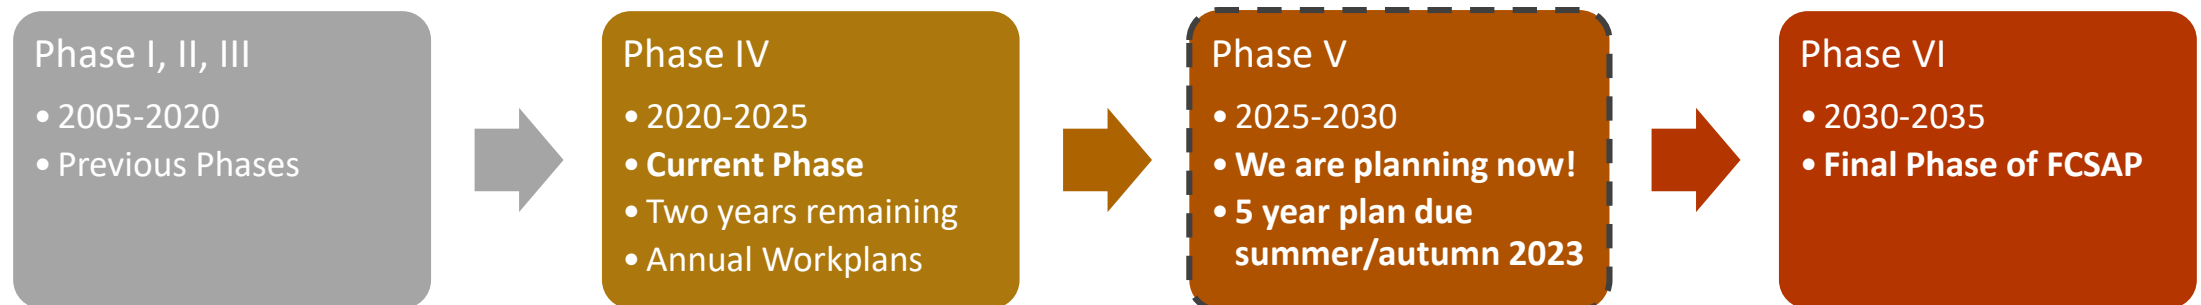 Phase I, II, III
• 2005-2020
• Previous Phases
Phase IV
• 2020-2025
• Current Phase
• Two years remaining
• Annual Workplans
Phase V
• 2025-2030
• We are planning now!
• 5 year plan due
summer/autumn 2023
Phase VI
• 2030-2035
• Final Phase of FCSAP